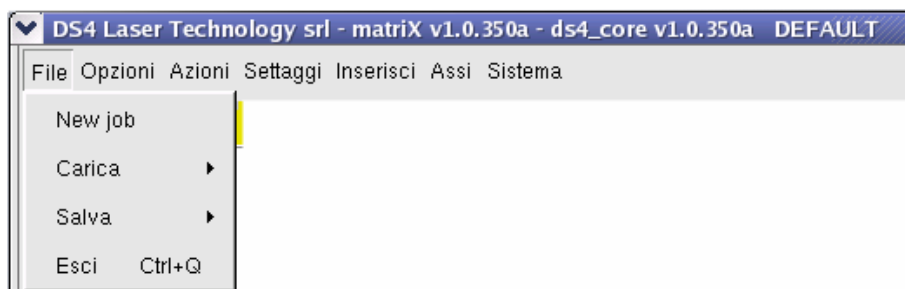 DS4 Laser Technology srl - matriX v1.0.350a - ds4_core v1.0.350a DEFAULT
File Opzioni Azioni Settaggi Inserisci Assi Sistema
New job
Carica
Salva
Esci Ctrl+Q